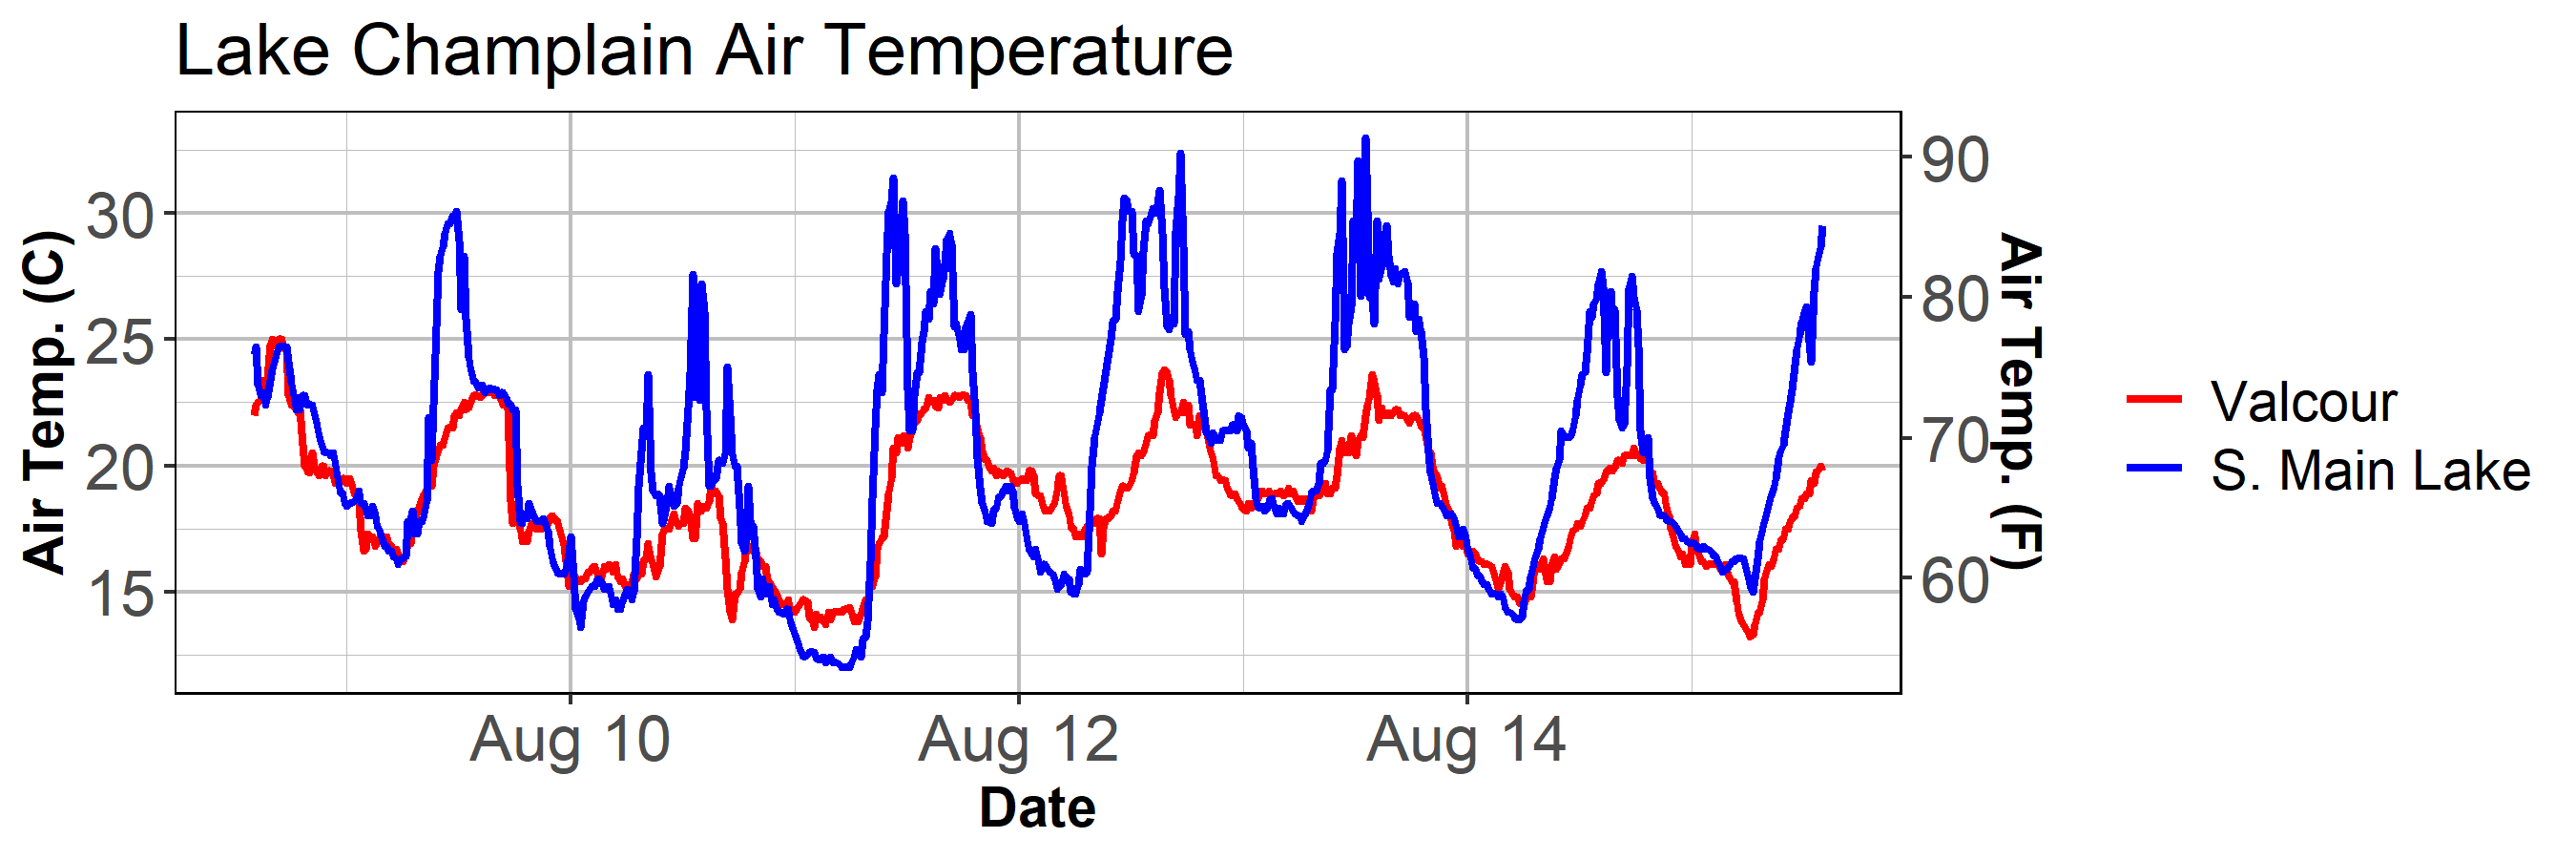 Lake Champlain Air Temperature
Air Temp. (C)
30
25
20
15
90
80
70
60
Air Temp. (F)
Aug 10
Aug 12
Aug 14
Date
Valcour
S. Main Lake